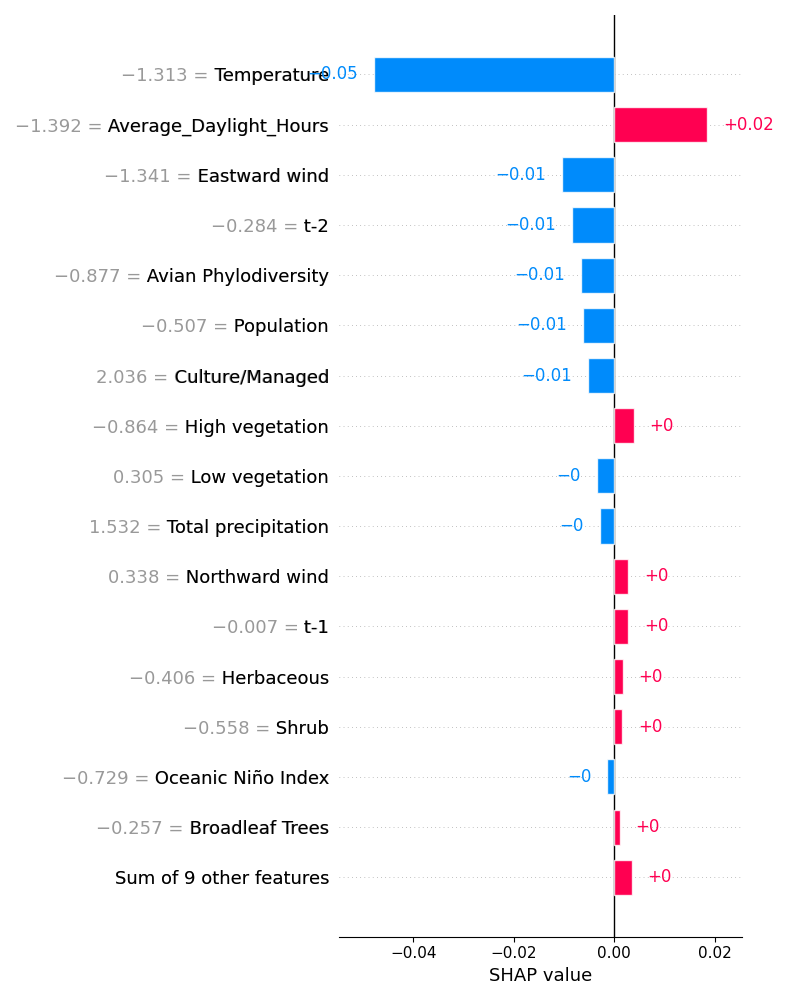 −1.313 = Temperature −0.05
−1.392 = Average_Daylight_Hours +0.02
−1.341 = Eastward wind −0.01
−0.284 = t-2 −0.01
−0.877 = Avian Phylodiversity −0.01
−0.507 = Population −0.01
2.036 = Culture/Managed −0.01
−0.864 = High vegetation +0
0.305 = Low vegetation −0
1.532 = Total precipitation −0
0.338 = Northward wind +0
−0.007 = t-1 +0
−0.406 = Herbaceous +0
−0.558 = Shrub +0
−0.729 = Oceanic Niño Index −0
−0.257 = Broadleaf Trees +0
Sum of 9 other features +0
−0.04 −0.02 0.00 0.02
SHAP value